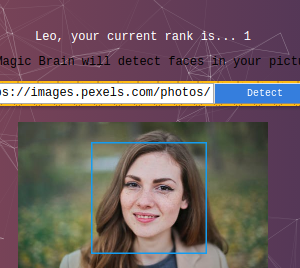 Leo, your current rank is... 1
Magic Brain will detect faces in your pictu
ps://images.pexels.com/photos/ Detect